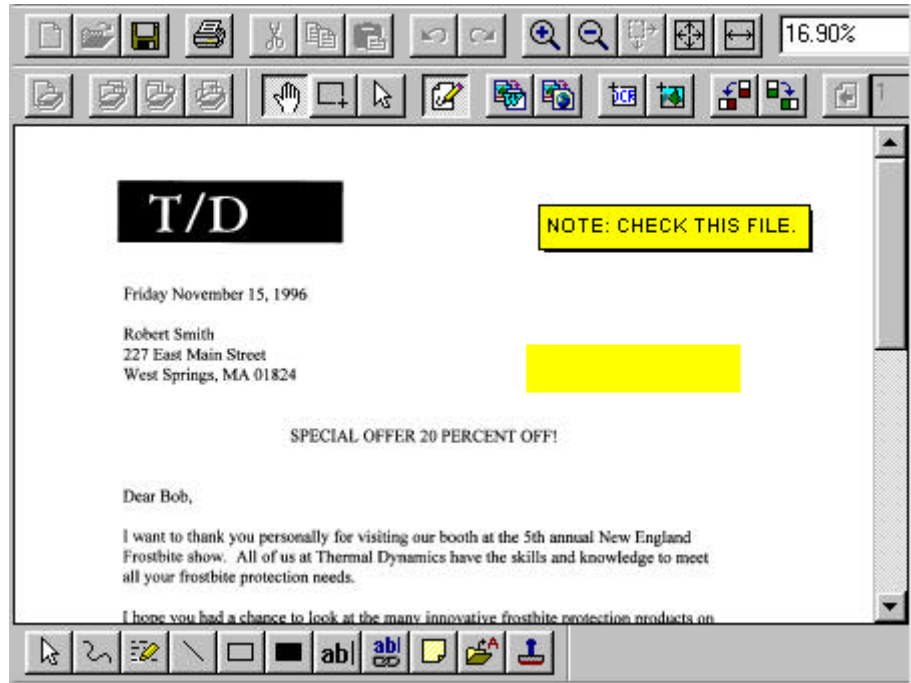 16.90%
OCR
1
T/D
NOTE: CHECK THIS FILE.
Friday November 15, 1996
Robert Smith
227 East Main Street
West Springs, MA 01824
SPECIAL OFFER 20 PERCENT OFF!
Dear Bob,
I want to thank you personally for visiting our booth at the 5th annual New England
Frostbite show.  All of us at Thermal Dynamics have the skills and knowledge to meet
all your frostbite protection needs.
I hope you had a chance to look at the many innovative frostbite protection products on
ab|
ab|
A